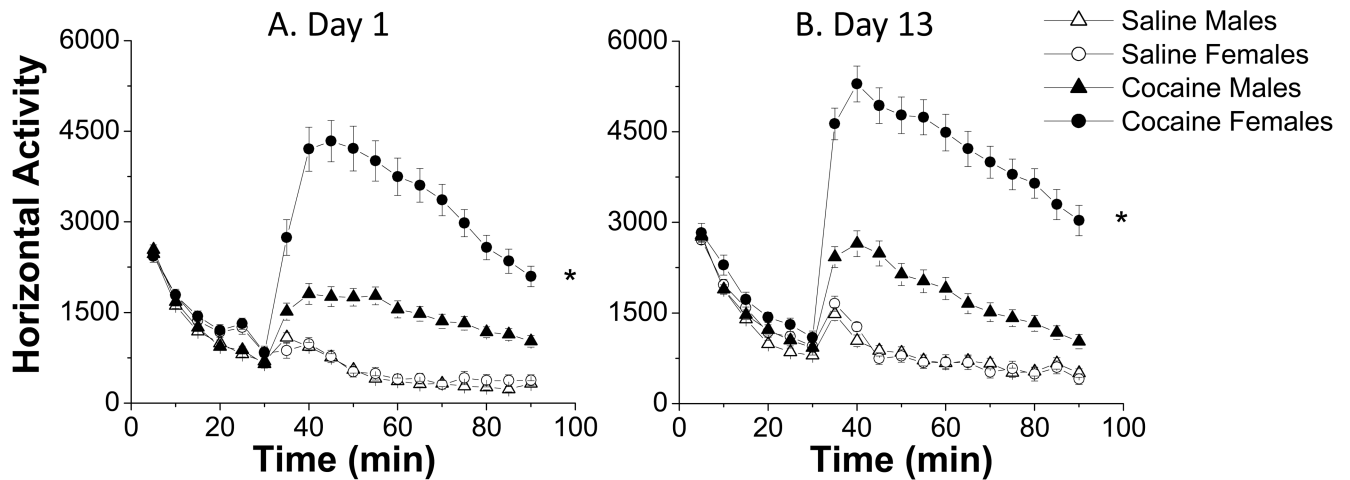 A. Day 1
B. Day 13
Saline Males
Saline Females
Cocaine Males
Cocaine Females
Horizontal Activity
6000
4500
3000
1500
0
*
0 20 40 60 80 100
Time (min)
6000
4500
3000
1500
0
*
0 20 40 60 80 100
Time (min)